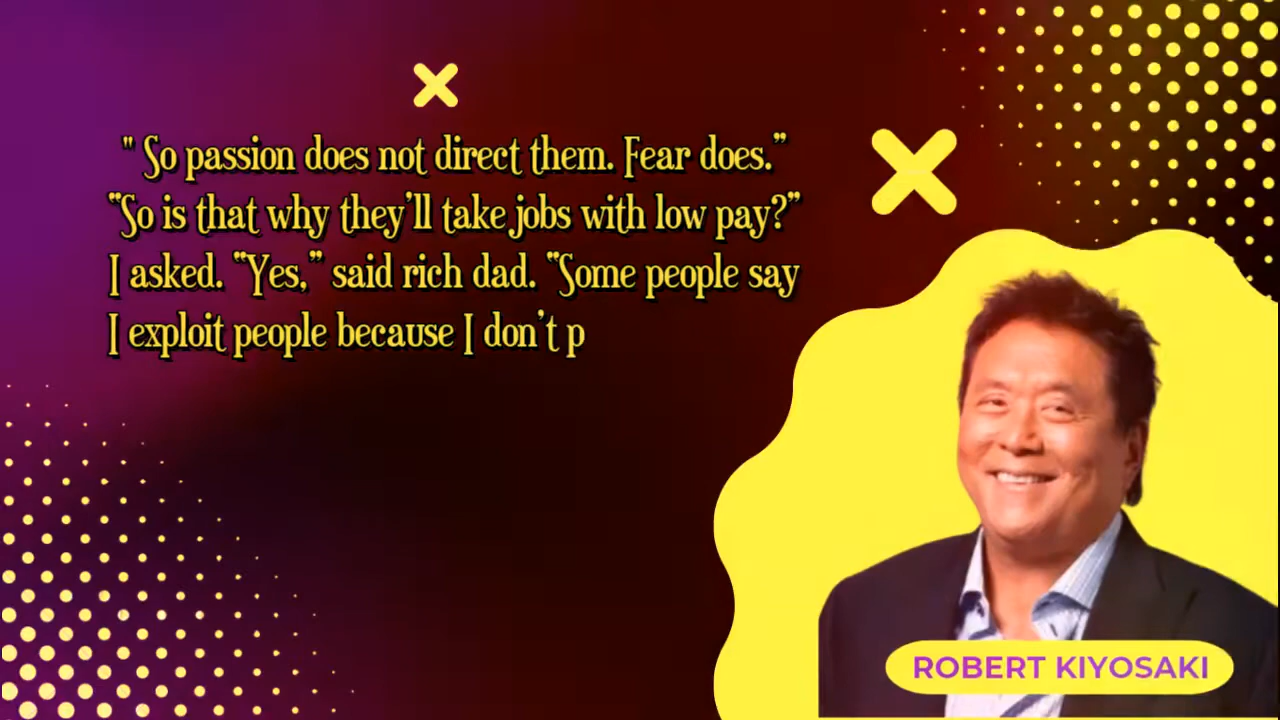 " So passion does not direct them. Fear does.”
“So is that why they’ll take jobs with low pay?”
I asked. “Yes,” said rich dad. “Some people say
I exploit people because I don’t p
ROBERT KIYOSAKI